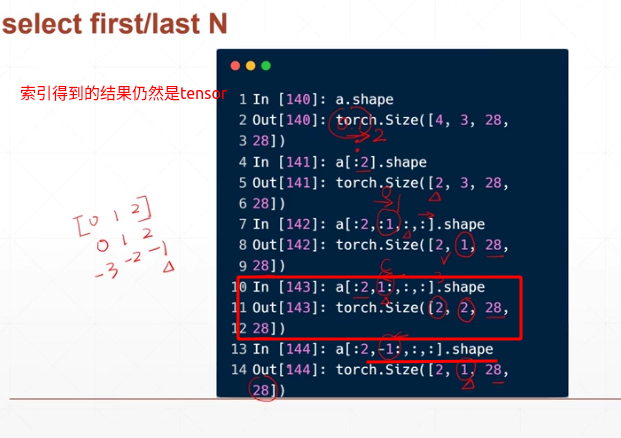 select first/last N
索引得到的结果仍然是tensor
1 In [140]: a.shape
2 Out[140]: torch.Size([4, 3, 28,
3 28])
4 In [141]: a[:2].shape
5 Out[141]: torch.Size([2, 3, 28,
6 28])
7 In [142]: a[:2,:1,:,:].shape
8 Out[142]: torch.Size([2, 1, 28,
9 28])
10 In [143]: a[:2,1:,:,:].shape
11 Out[143]: torch.Size([2, 2, 28,
12 28])
13 In [144]: a[:2,-1:,:,:].shape
14 Out[144]: torch.Size([2, 1, 28,
28])
[0 1 2]
0 1 2
-3 -2 -1